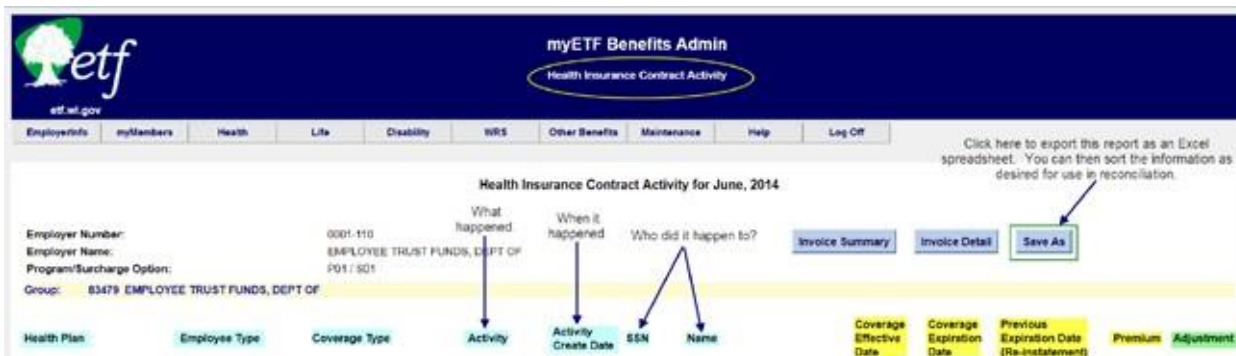 etf
etf.wi.gov
myETF Benefits Admin
Health Insurance Contract Activity
EmployerInfo myMembers Health Life Disability WRS Other Benefits Maintenance Help Log Off
Click here to export this report as an Excel
spreadsheet. You can then sort the information as
desired for use in reconciliation.
Health Insurance Contract Activity for June, 2014
What
happened
When it
happened
Who did it happen to?
Employer Number: 0001-110
Employer Name: EMPLOYEE TRUST FUNDS, DEPT OF
Program/Surcharge Option: P01 / S01
Invoice Summary Invoice Detail Save As
Group: 83479 EMPLOYEE TRUST FUNDS, DEPT OF
Health Plan Employee Type Coverage Type Activity Activity Create Date SSN Name Coverage Effective Date Coverage Expiration Date Previous Expiration Date (Re-instatement) Premium Adjustment